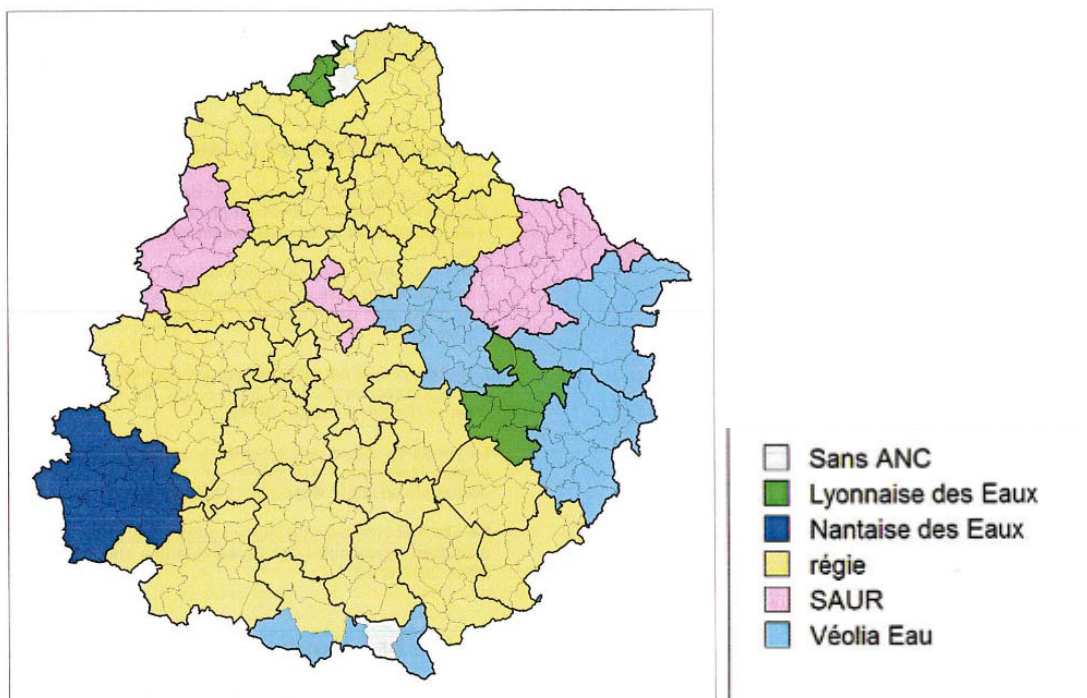 Sans ANC
Lyonnaise des Eaux
Nantaise des Eaux
régie
SAUR
Véolia Eau